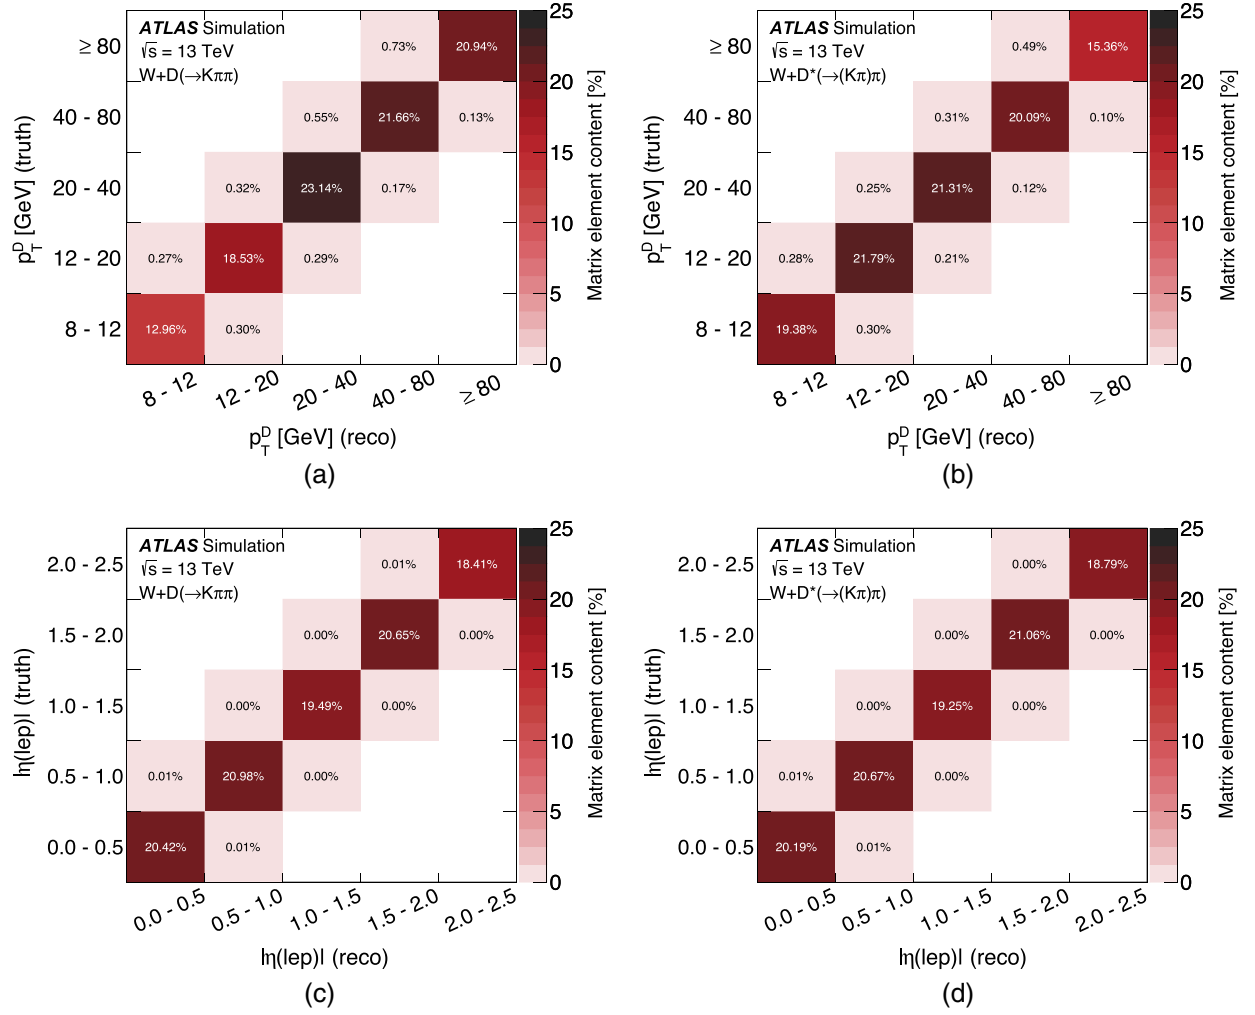 ATLAS Simulation
√s = 13 TeV
W+D(→Kππ)
≥ 80
40 - 80
20 - 40
12 - 20
8 - 12
p_T^D [GeV] (truth)
0.73% 20.94%
0.55% 21.66% 0.13%
0.32% 23.14% 0.17%
0.27% 18.53% 0.29%
12.96% 0.30%
8 - 12 12 - 20 20 - 40 40 - 80 ≥ 80
p_T^D [GeV] (reco)
25
20
15
10
5
0
Matrix element content [%]
(a)
ATLAS Simulation
√s = 13 TeV
W+D*(→(Kπ)π)
≥ 80
40 - 80
20 - 40
12 - 20
8 - 12
p_T^D [GeV] (truth)
0.49% 15.36%
0.31% 20.09% 0.10%
0.25% 21.31% 0.12%
0.28% 21.79% 0.21%
19.38% 0.30%
8 - 12 12 - 20 20 - 40 40 - 80 ≥ 80
p_T^D [GeV] (reco)
25
20
15
10
5
0
Matrix element content [%]
(b)
ATLAS Simulation
√s = 13 TeV
W+D(→Kππ)
2.0 - 2.5
1.5 - 2.0
1.0 - 1.5
0.5 - 1.0
0.0 - 0.5
|η(lep)| (truth)
0.01% 18.41%
0.00% 20.65% 0.00%
0.00% 19.49% 0.00%
0.01% 20.98% 0.00%
20.42% 0.01%
0.0 - 0.5 0.5 - 1.0 1.0 - 1.5 1.5 - 2.0 2.0 - 2.5
|η(lep)| (reco)
25
20
15
10
5
0
Matrix element content [%]
(c)
ATLAS Simulation
√s = 13 TeV
W+D*(→(Kπ)π)
2.0 - 2.5
1.5 - 2.0
1.0 - 1.5
0.5 - 1.0
0.0 - 0.5
|η(lep)| (truth)
0.00% 18.79%
0.00% 21.06% 0.00%
0.00% 19.25% 0.00%
0.01% 20.67% 0.00%
20.19% 0.01%
0.0 - 0.5 0.5 - 1.0 1.0 - 1.5 1.5 - 2.0 2.0 - 2.5
|η(lep)| (reco)
25
20
15
10
5
0
Matrix element content [%]
(d)